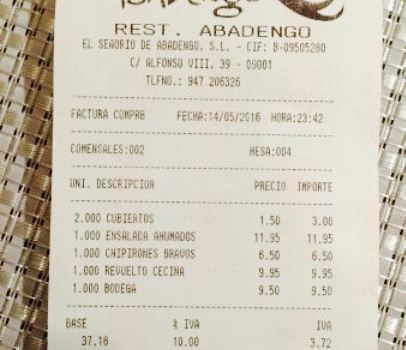 Abadengo
REST. ABADENGO
EL SEÑORIO DE ABADENGO, S.L. - CIF: B-09505280
C/ ALFONSO VIII, 39 - 09001
TLFNO.: 947 206326
FACTURA COMPRB FECHA:14/05/2016 HORA:23:42
COMENSALES:002 MESA:004
UNI. DESCRIPCION PRECIO IMPORTE
2.000 CUBIERTOS 1.50 3.00
1.000 ENSALADA AHUMADOS 11.95 11.95
1.000 CHIPIRONES BRAVOS 6.50 6.50
1.000 REVUELTO CECINA 9.95 9.95
1.000 BODEGA 9.50 9.50
BASE % IVA IVA
37.18 10.00 3.72